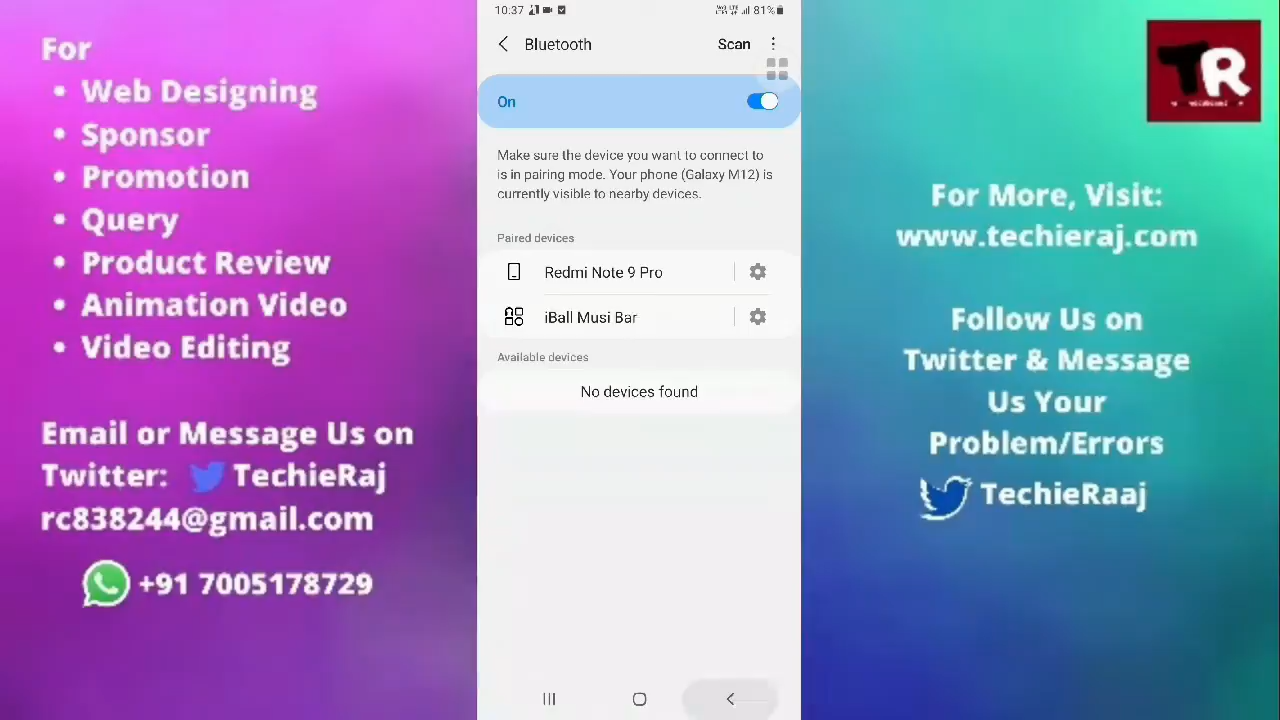 For
• Web Designing
• Sponsor
• Promotion
• Query
• Product Review
• Animation Video
• Video Editing
Email or Message Us on
Twitter: TechieRaj
rc838244@gmail.com
+91 7005178729
10:37
81%
Bluetooth
Scan
On
Make sure the device you want to connect to
is in pairing mode. Your phone (Galaxy M12) is
currently visible to nearby devices.
Paired devices
Redmi Note 9 Pro
iBall Musi Bar
Available devices
No devices found
TR
For More, Visit:
www.techieraj.com
Follow Us on
Twitter & Message
Us Your
Problem/Errors
TechieRaaj